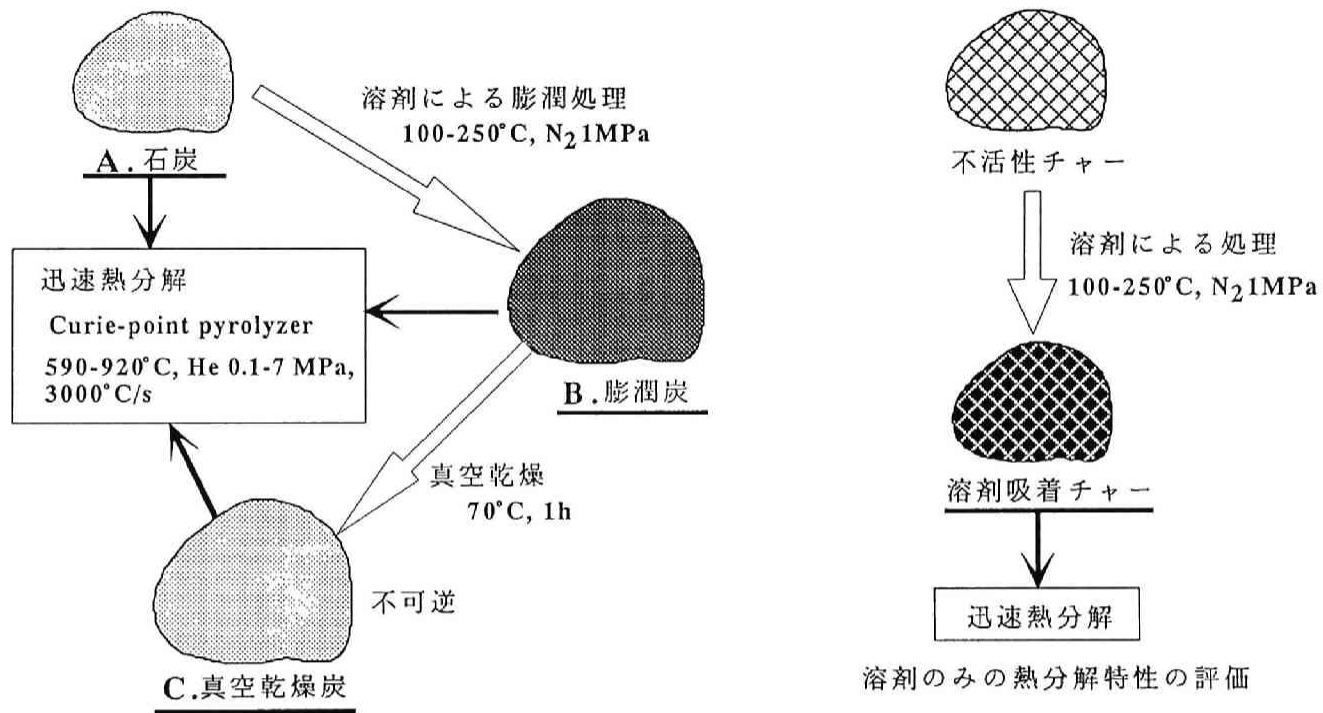 A.石炭
溶剤による膨潤処理
100-250°C, N₂1MPa
迅速熱分解
Curie-point pyrolyzer
590-920°C, He 0.1-7 MPa,
3000°C/s
B.膨潤炭
真空乾燥
70°C, 1h
不可逆
C.真空乾燥炭
不活性チャー
溶剤による処理
100-250°C, N₂1MPa
溶剤吸着チャー
迅速熱分解
溶剤のみの熱分解特性の評価